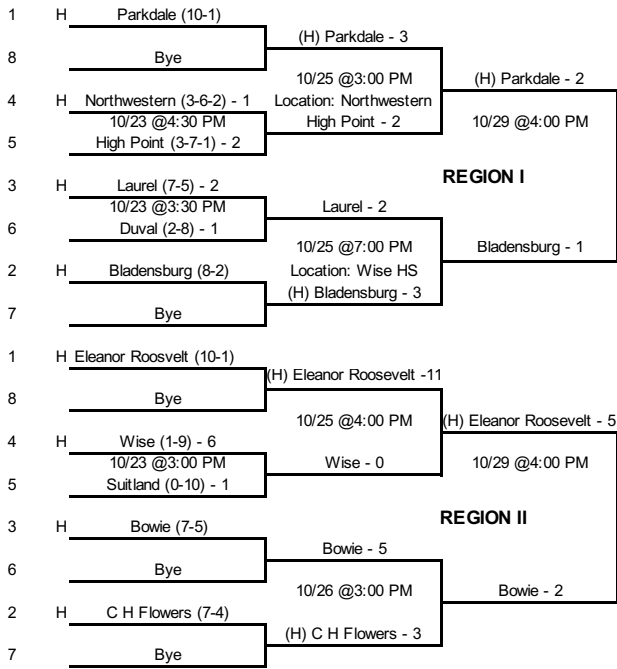 1 H Parkdale (10-1)
(H) Parkdale - 3
8 Bye
10/25 @3:00 PM (H) Parkdale - 2
4 H Northwestern (3-6-2) - 1 Location: Northwestern
10/23 @4:30 PM High Point - 2 10/29 @4:00 PM
5 High Point (3-7-1) - 2
REGION I
3 H Laurel (7-5) - 2
10/23 @3:30 PM Laurel - 2
6 Duval (2-8) - 1
10/25 @7:00 PM Bladensburg - 1
2 H Bladensburg (8-2) Location: Wise HS
(H) Bladensburg - 3
7 Bye
1 H Eleanor Roosvelt (10-1)
(H) Eleanor Roosevelt -11
8 Bye
10/25 @4:00 PM (H) Eleanor Roosevelt - 5
4 H Wise (1-9) - 6
10/23 @3:00 PM Wise - 0 10/29 @4:00 PM
5 Suitland (0-10) - 1
REGION II
3 H Bowie (7-5)
Bowie - 5
6 Bye
10/26 @3:00 PM Bowie - 2
2 H C H Flowers (7-4)
(H) C H Flowers - 3
7 Bye